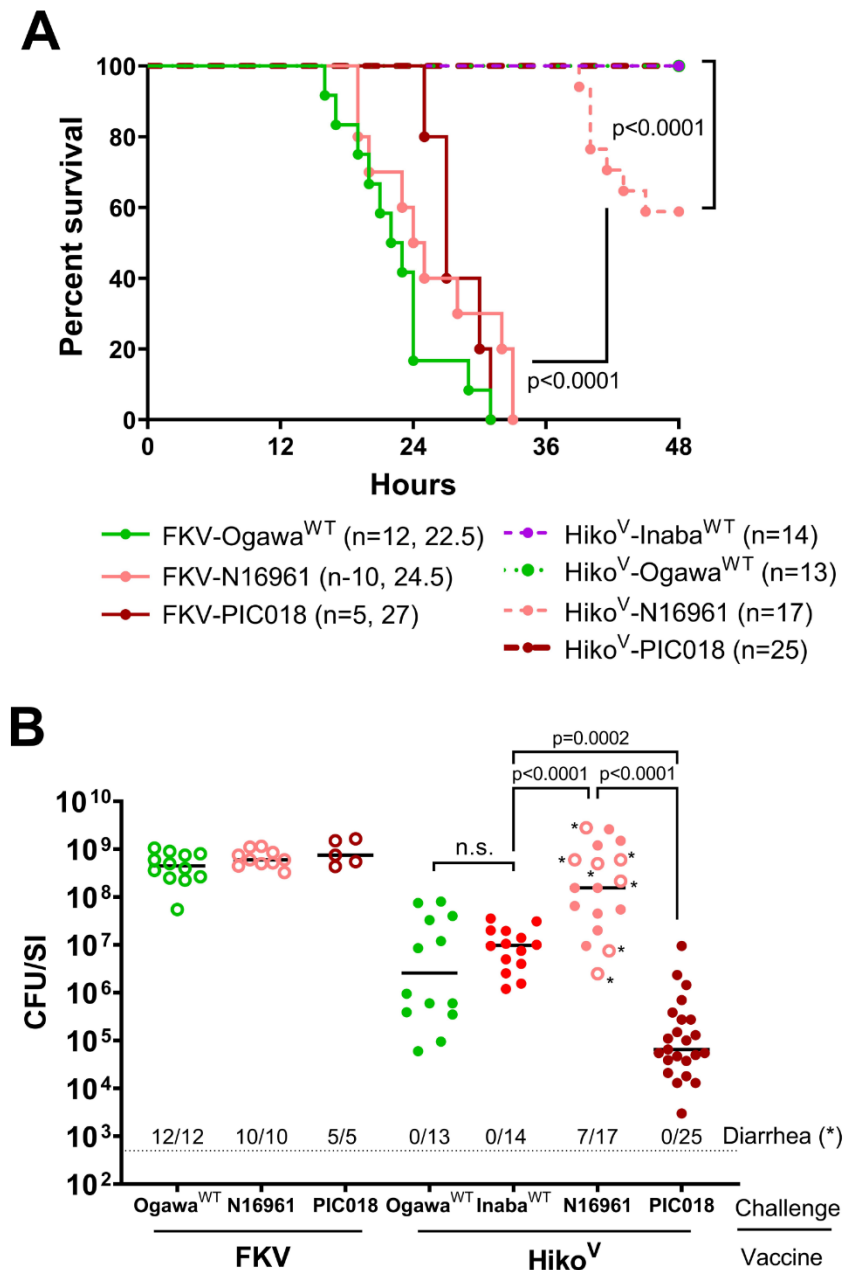 A
Percent survival
100
80
60
40
20
0
0 12 24 36 48
Hours
p<0.0001
p<0.0001
FKV-Ogawa^WT (n=12, 22.5)
FKV-N16961 (n-10, 24.5)
FKV-PIC018 (n=5, 27)
Hiko^V-Inaba^WT (n=14)
Hiko^V-Ogawa^WT (n=13)
Hiko^V-N16961 (n=17)
Hiko^V-PIC018 (n=25)
B
CFU/SI
10^10
10^9
10^8
10^7
10^6
10^5
10^4
10^3
10^2
p=0.0002
p<0.0001 p<0.0001
n.s.
* * * * * * *
12/12 10/10 5/5 0/13 0/14 7/17 0/25 Diarrhea (*)
Ogawa^WT N16961 PIC018 Ogawa^WT Inaba^WT N16961 PIC018 Challenge
FKV Hiko^V Vaccine